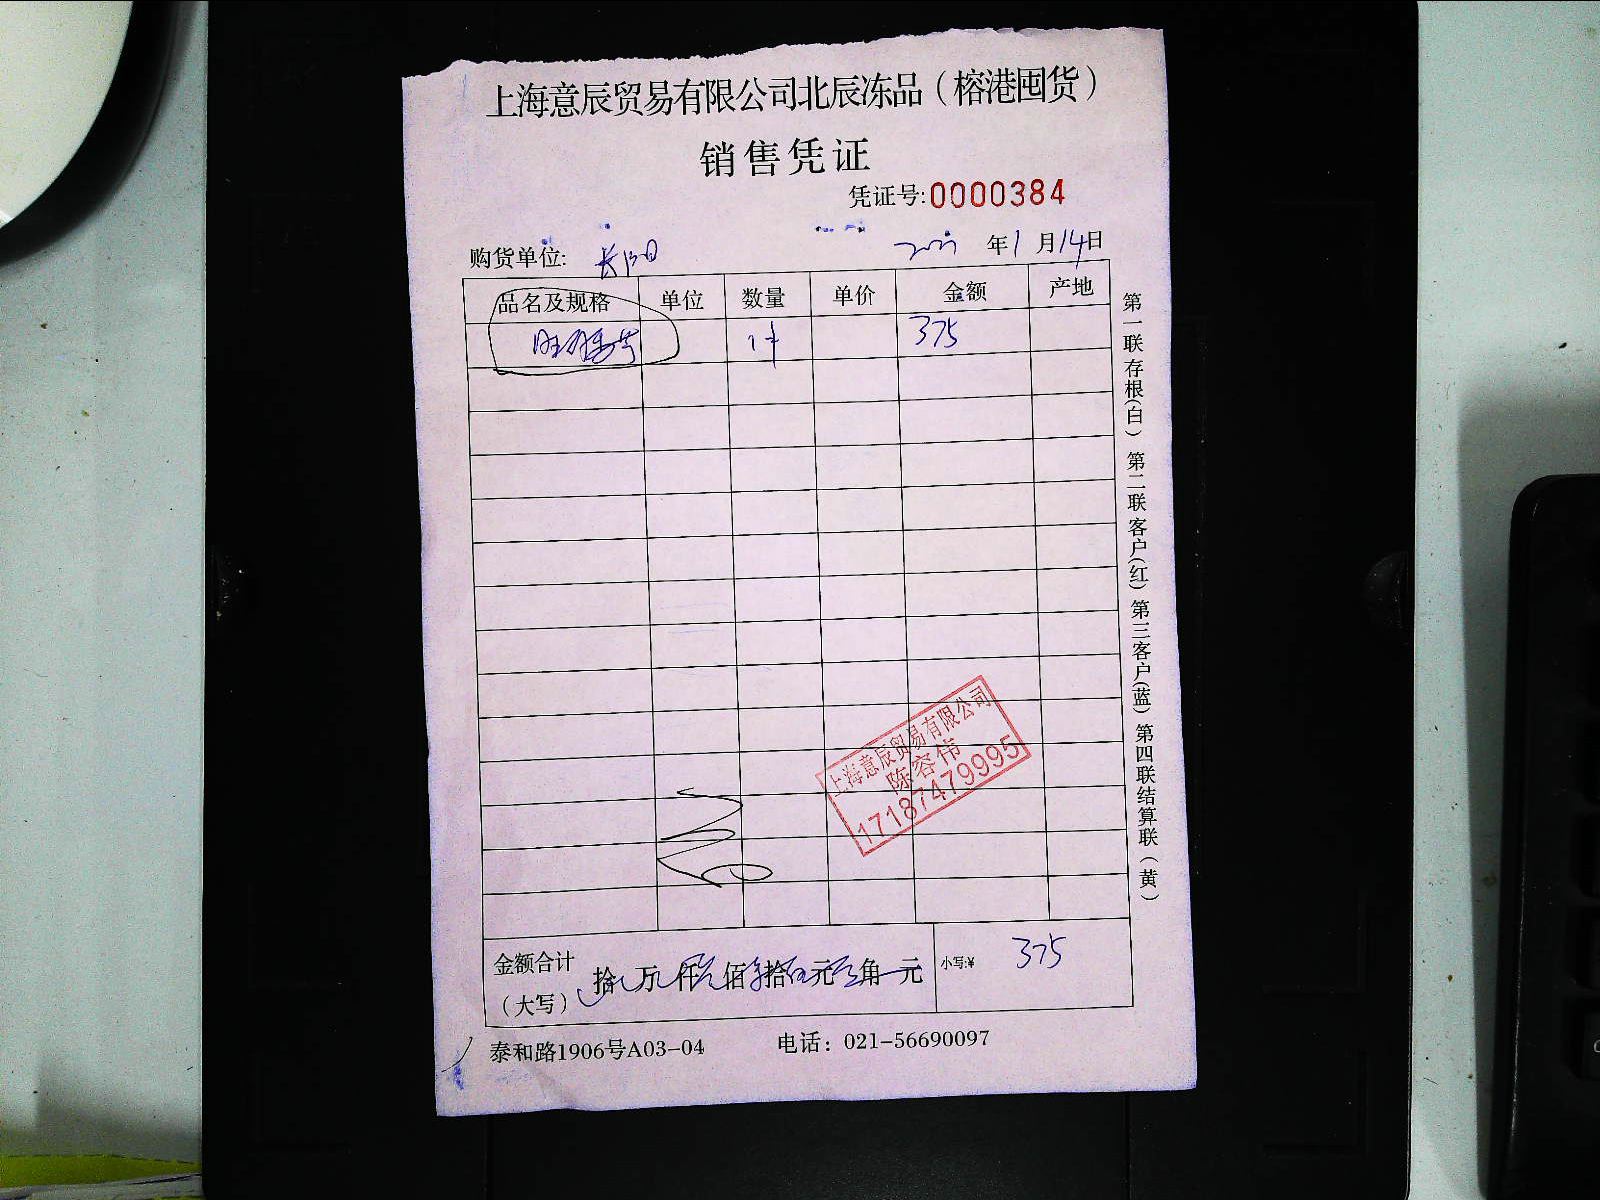 上海意辰贸易有限公司北辰冻品（榕港囤货）
销售凭证
凭证号:0000384
购货单位: 长阳 年1月14日
品名及规格 单位 数量 单价 金额 产地
1件 375
上海意辰贸易有限公司
陈容伟
17187479995
金额合计（大写） 拾 万 仟 佰 拾 元 角 元 小写:¥ 375
泰和路1906号A03-04 电话：021-56690097
第一联存根(白) 第二联客户(红) 第三客户(蓝) 第四联结算联(黄)